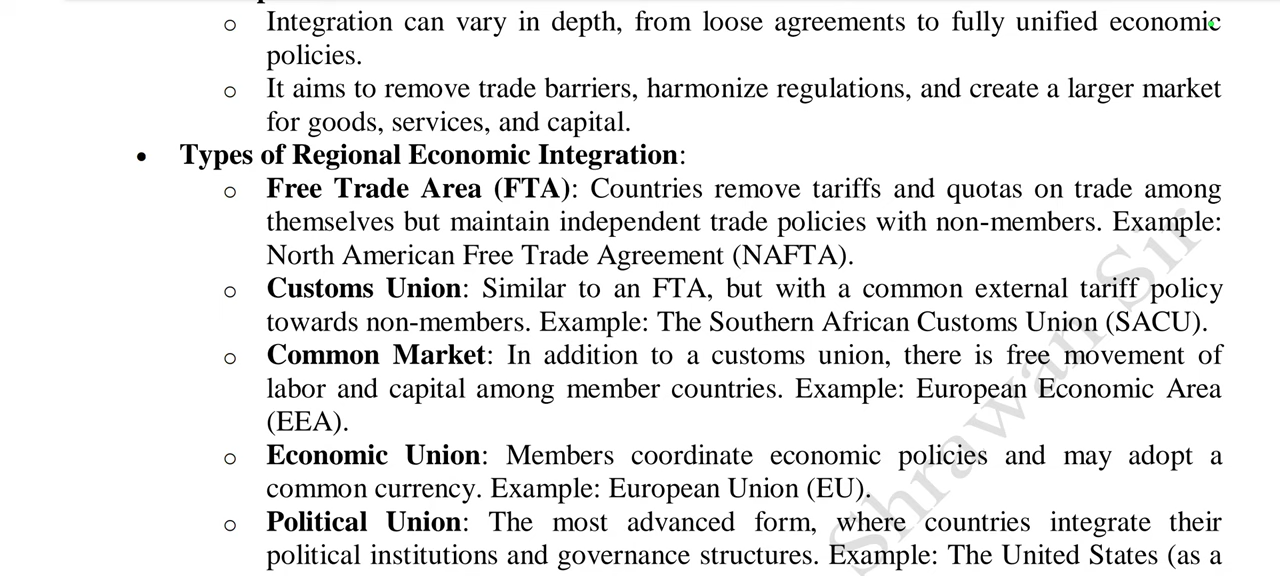 o Integration can vary in depth, from loose agreements to fully unified economic
policies.
o It aims to remove trade barriers, harmonize regulations, and create a larger market
for goods, services, and capital.
• Types of Regional Economic Integration:
o Free Trade Area (FTA): Countries remove tariffs and quotas on trade among
themselves but maintain independent trade policies with non-members. Example:
North American Free Trade Agreement (NAFTA).
o Customs Union: Similar to an FTA, but with a common external tariff policy
towards non-members. Example: The Southern African Customs Union (SACU).
o Common Market: In addition to a customs union, there is free movement of
labor and capital among member countries. Example: European Economic Area
(EEA).
o Economic Union: Members coordinate economic policies and may adopt a
common currency. Example: European Union (EU).
o Political Union: The most advanced form, where countries integrate their
political institutions and governance structures. Example: The United States (as a
Shrawan Sir